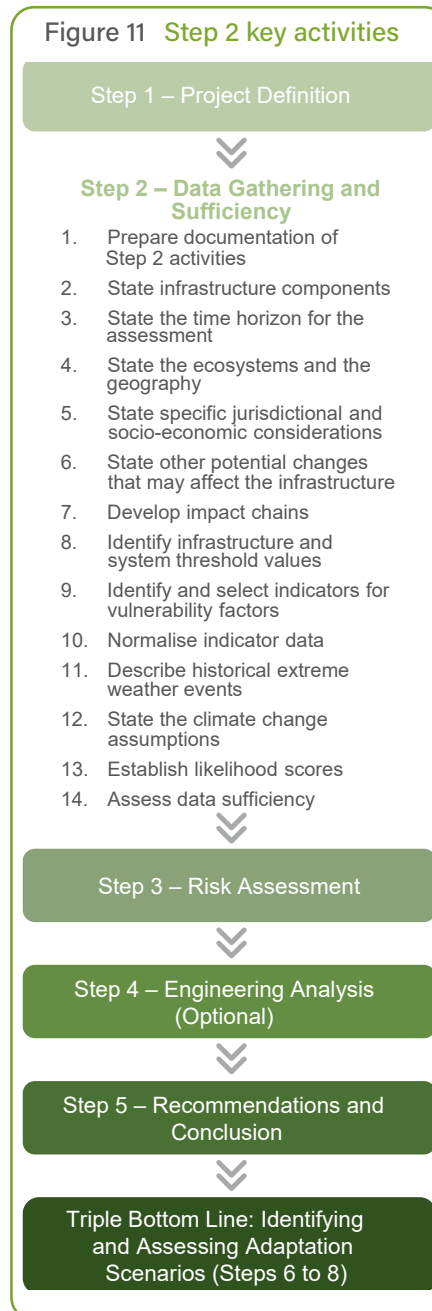 Figure 11 Step 2 key activities
Step 1 – Project Definition
Step 2 – Data Gathering and
Sufficiency
1. Prepare documentation of
Step 2 activities
2. State infrastructure components
3. State the time horizon for the
assessment
4. State the ecosystems and the
geography
5. State specific jurisdictional and
socio-economic considerations
6. State other potential changes
that may affect the infrastructure
7. Develop impact chains
8. Identify infrastructure and
system threshold values
9. Identify and select indicators for
vulnerability factors
10. Normalise indicator data
11. Describe historical extreme
weather events
12. State the climate change
assumptions
13. Establish likelihood scores
14. Assess data sufficiency
Step 3 – Risk Assessment
Step 4 – Engineering Analysis
(Optional)
Step 5 – Recommendations and
Conclusion
Triple Bottom Line: Identifying
and Assessing Adaptation
Scenarios (Steps 6 to 8)